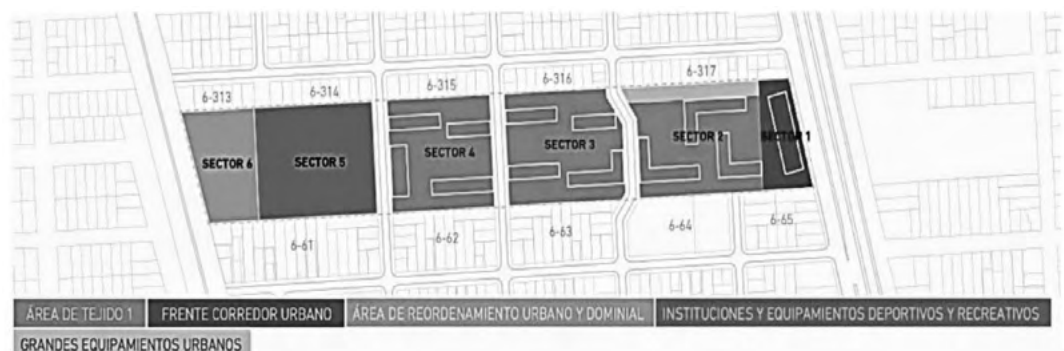 6-317
6-316
6-315
6-314
6-313
SECTOR 1
SECTOR 2
SECTOR 3
SECTOR 4
SECTOR 5
SECTOR 6
6-61
6-62
6-63
6-64
6-65
ÁREA DE TEJIDO 1
FRENTE CORREDOR URBANO
ÁREA DE REORDENAMIENTO URBANO Y DOMINIAL
INSTITUCIONES Y EQUIPAMIENTOS DEPORTIVOS Y RECREATIVOS
GRANDES EQUIPAMIENTOS URBANOS